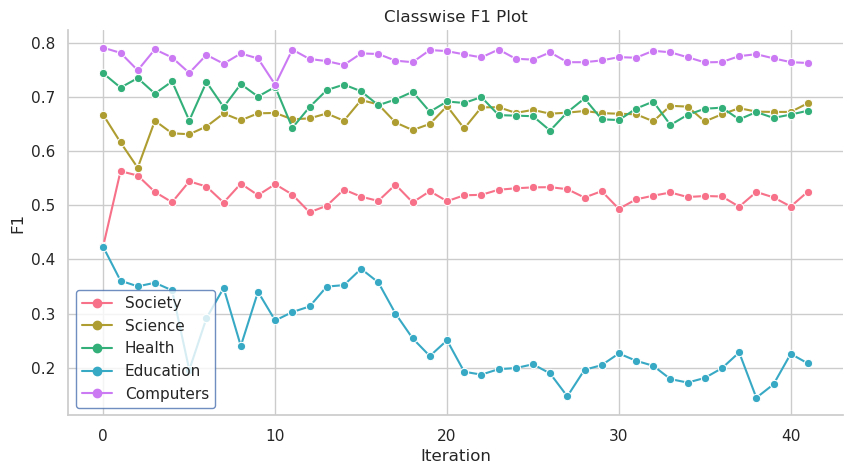 Classwise F1 Plot
F1
0.8
0.7
0.6
0.5
0.4
0.3
0.2
Society
Science
Health
Education
Computers
0 10 20 30 40
Iteration